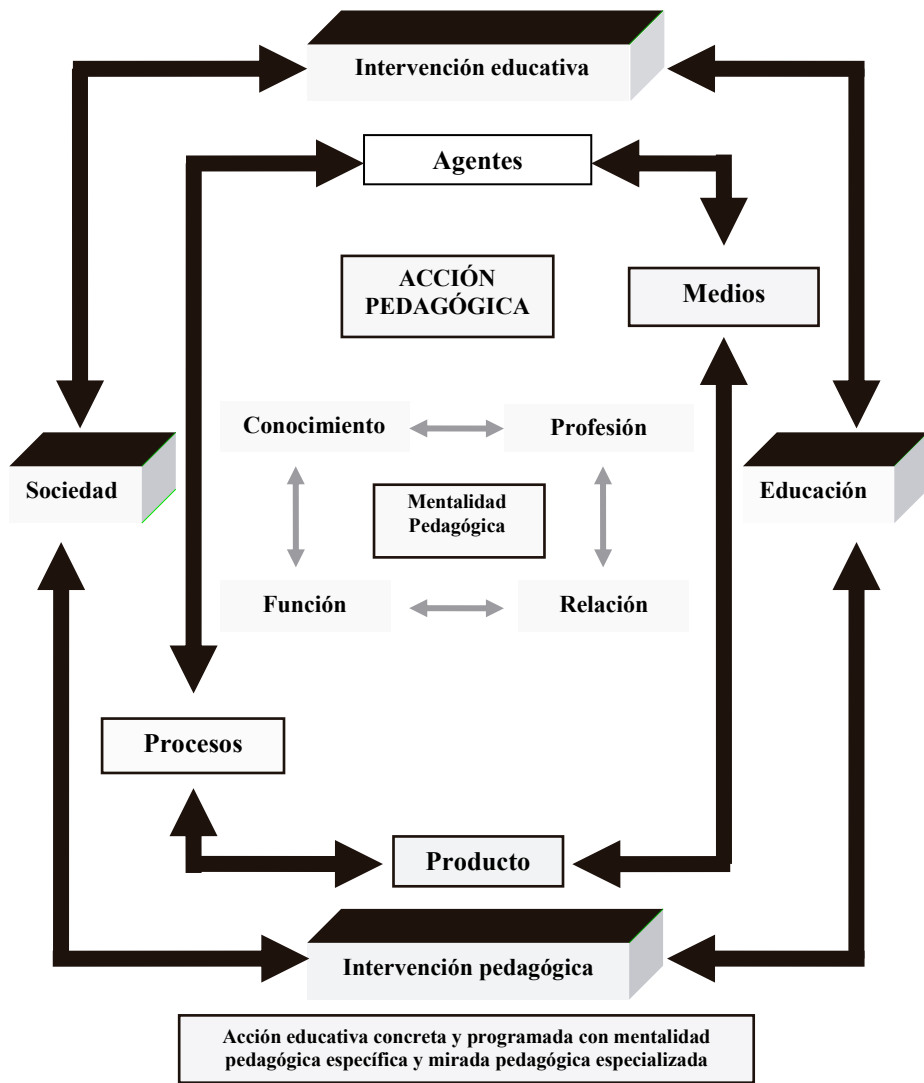 Intervención educativa
Agentes
ACCIÓN
PEDAGÓGICA
Medios
Conocimiento
Profesión
Sociedad
Mentalidad
Pedagógica
Educación
Función
Relación
Procesos
Producto
Intervención pedagógica
Acción educativa concreta y programada con mentalidad
pedagógica específica y mirada pedagógica especializada